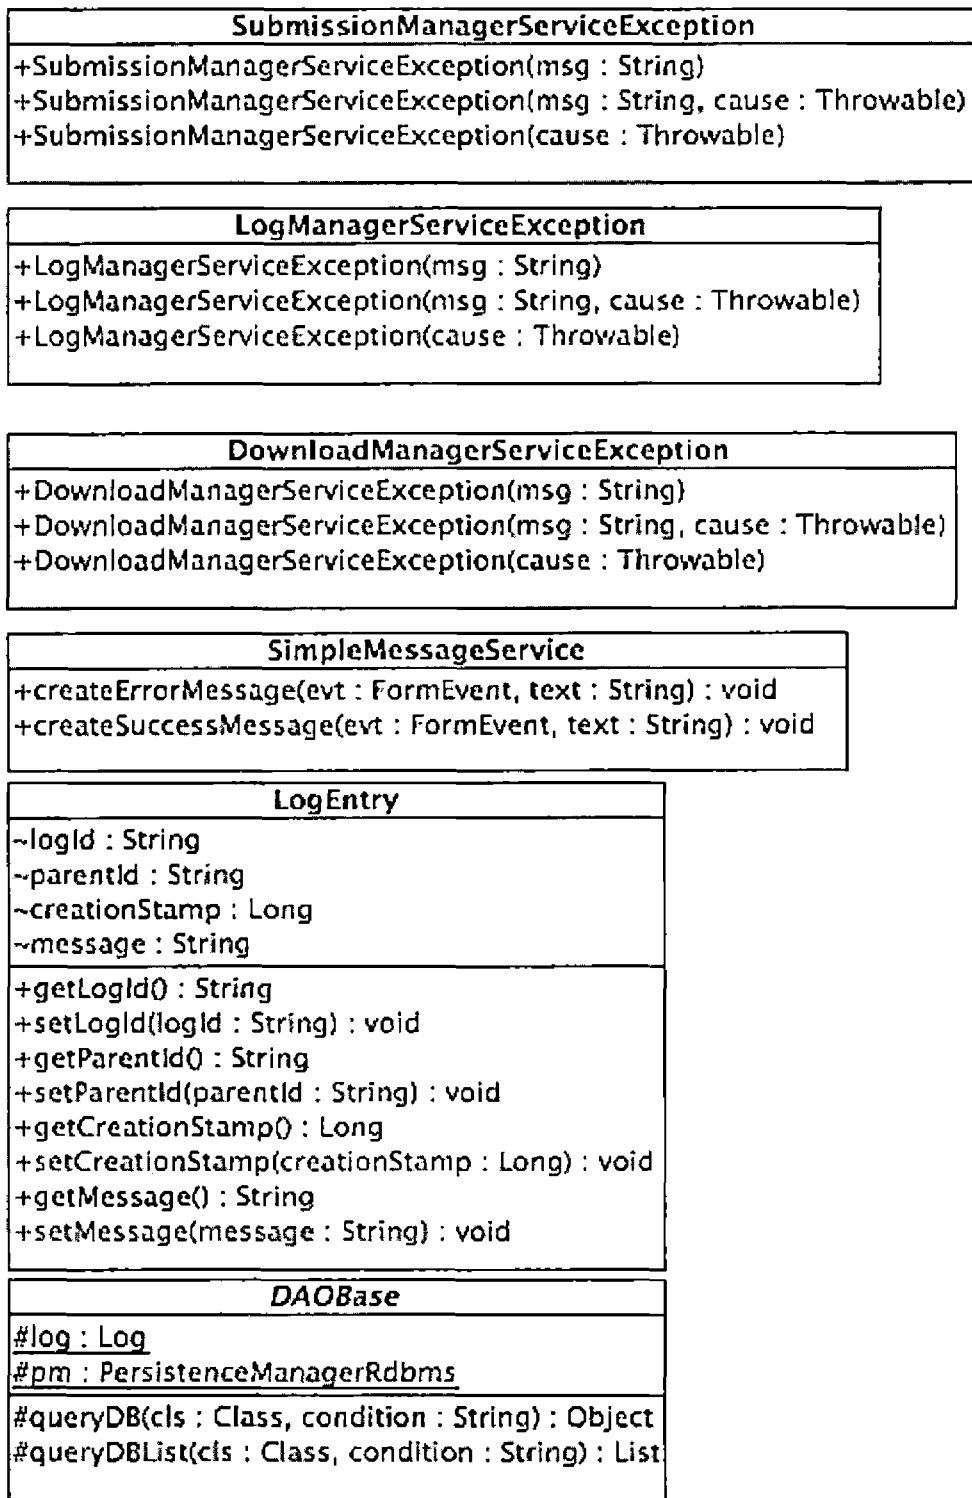 SubmissionManagerServiceException
+SubmissionManagerServiceException(msg : String)
+SubmissionManagerServiceException(msg : String, cause : Throwable)
+SubmissionManagerServiceException(cause : Throwable)
LogManagerServiceException
+LogManagerServiceException(msg : String)
+LogManagerServiceException(msg : String, cause : Throwable)
+LogManagerServiceException(cause : Throwable)
DownloadManagerServiceException
+DownloadManagerServiceException(msg : String)
+DownloadManagerServiceException(msg : String, cause : Throwable)
+DownloadManagerServiceException(cause : Throwable)
SimpleMessageService
+createErrorMessage(evt : FormEvent, text : String) : void
+createSuccessMessage(evt : FormEvent, text : String) : void
LogEntry
~logId : String
~parentId : String
~creationStamp : Long
~message : String
+getLogId() : String
+setLogId(logId : String) : void
+getParentId() : String
+setParentId(parentId : String) : void
+getCreationStamp() : Long
+setCreationStamp(creationStamp : Long) : void
+getMessage() : String
+setMessage(message : String) : void
DAOBase
#log : Log
#pm : PersistenceManagerRdbms
#queryDB(cls : Class, condition : String) : Object
#queryDBList(cls : Class, condition : String) : List